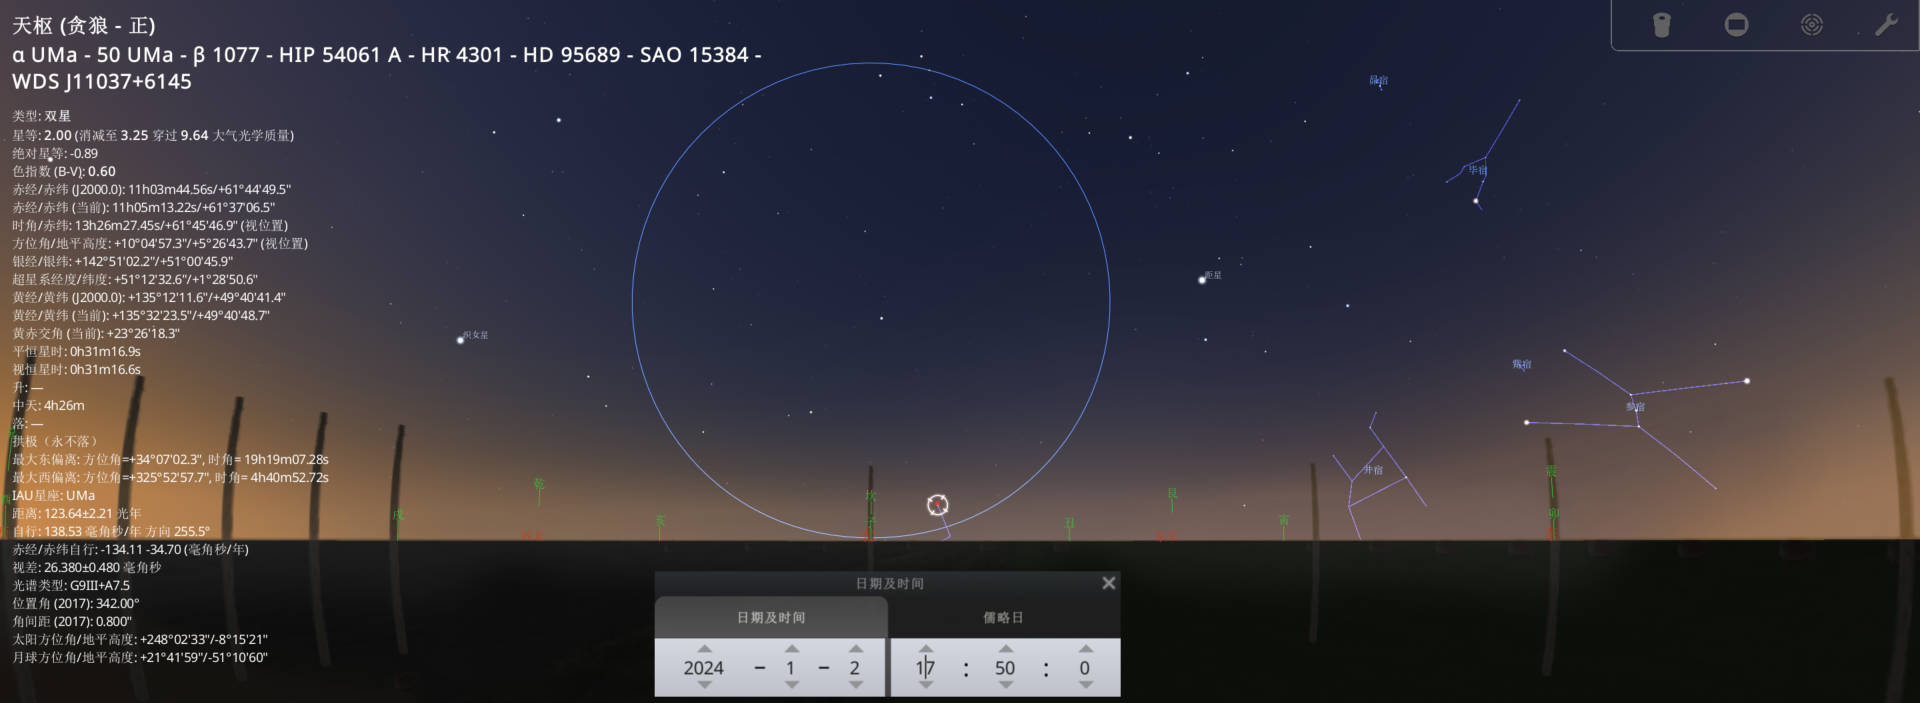 天枢 (贪狼 - 正)
α UMa - 50 UMa - β 1077 - HIP 54061 A - HR 4301 - HD 95689 - SAO 15384 -
WDS J11037+6145
类型: 双星
星等: 2.00 (消减至 3.25 穿过 9.64 大气光学质量)
绝对星等: -0.89
色指数 (B-V): 0.60
赤经/赤纬 (J2000.0): 11h03m44.56s/+61°44'49.5"
赤经/赤纬 (当前): 11h05m13.22s/+61°37'06.5"
时角/赤纬: 13h26m27.45s/+61°45'46.9" (视位置)
方位角/地平高度: +10°04'57.3"/+5°26'43.7" (视位置)
银经/银纬: +142°51'02.2"/+51°00'45.9"
超星系经度/纬度: +51°12'32.6"/+1°28'50.6"
黄经/黄纬 (J2000.0): +135°12'11.6"/+49°40'41.4"
黄经/黄纬 (当前): +135°32'23.5"/+49°40'48.7"
黄赤交角 (当前): +23°26'18.3"
平恒星时: 0h31m16.9s
视恒星时: 0h31m16.6s
升: —
中天: 4h26m
落: —
拱极（永不落）
最大东偏离: 方位角=+34°07'02.3", 时角= 19h19m07.28s
最大西偏离: 方位角=+325°52'57.7", 时角= 4h40m52.72s
IAU星座: UMa
距离: 123.64±2.21 光年
自行: 138.53 毫角秒/年 方向 255.5°
赤经/赤纬自行: -134.11 -34.70 (毫角秒/年)
视差: 26.380±0.480 毫角秒
光谱类型: G9III+A7.5
位置角 (2017): 342.00°
角间距 (2017): 0.800"
太阳方位角/地平高度: +248°02'33"/-8°15'21"
月球方位角/地平高度: +21°41'59"/-51°10'60"
昴宿
毕宿
距星
织女星
觜宿
参宿
井宿
震
乾
坎
艮
戌
亥
子
丑
寅
卯
日期及时间
日期及时间
儒略日
2024 - 1 - 2
17 : 50 : 0